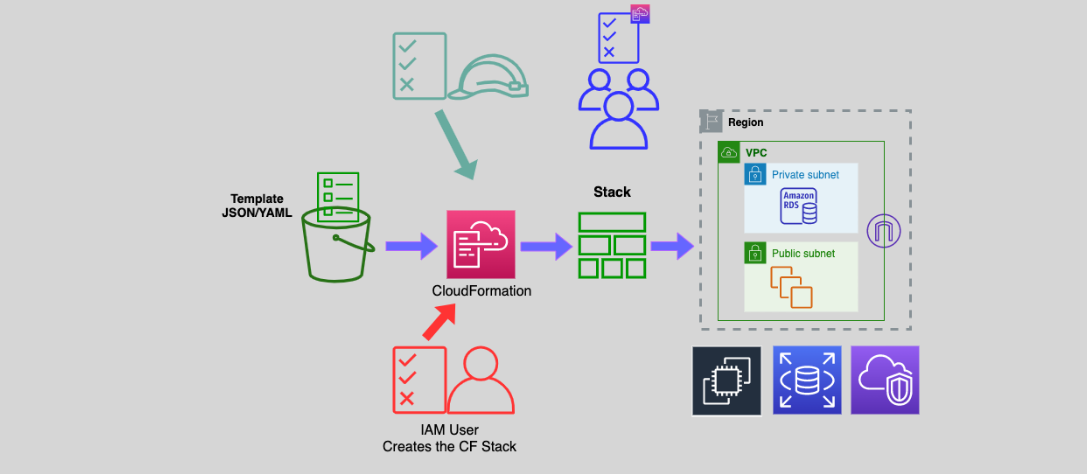 Region
VPC
Private subnet
Amazon
RDS
Public subnet
Template
JSON/YAML
Stack
CloudFormation
IAM User
Creates the CF Stack